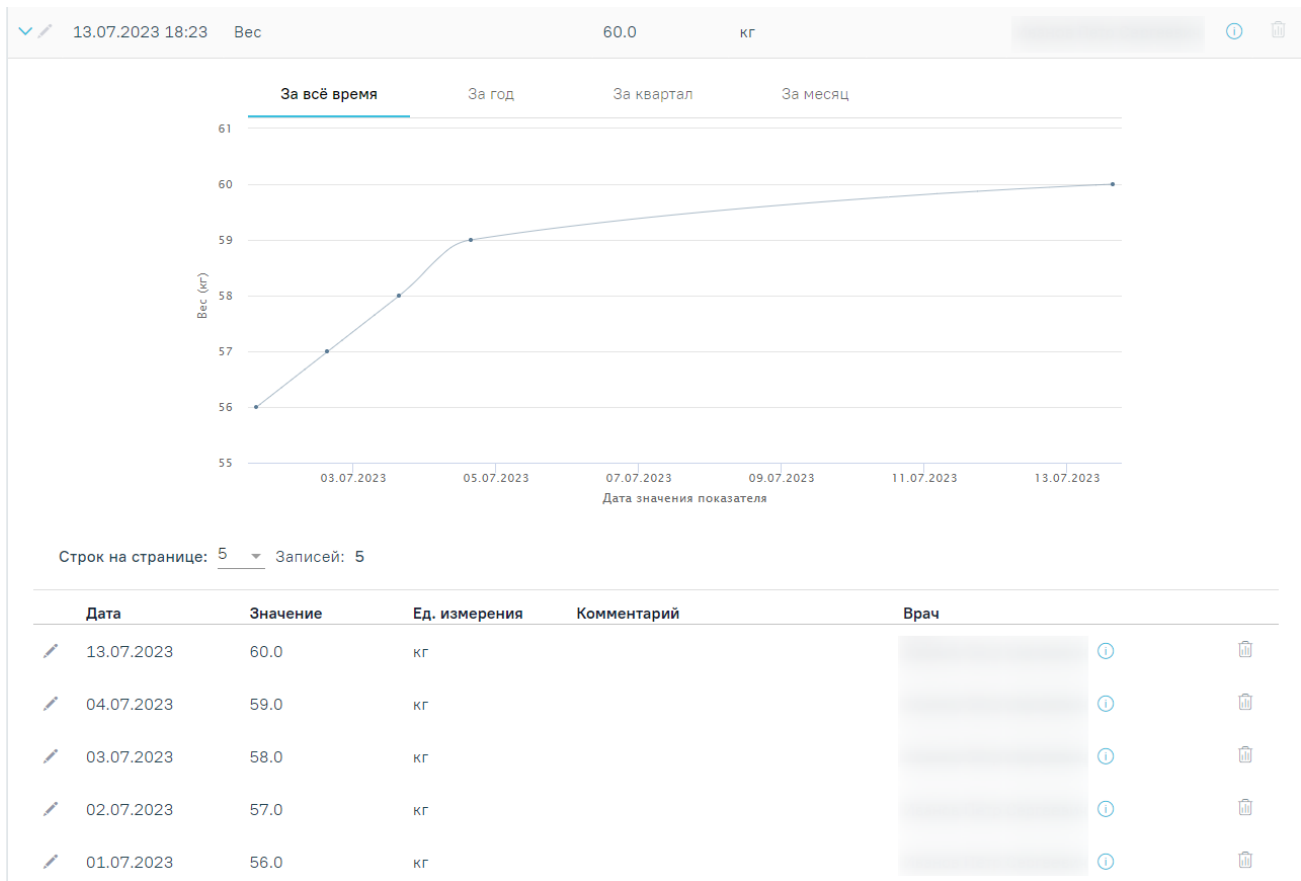 13.07.2023 18:23 Вес 60.0 кг
За всё время За год За квартал За месяц
61
60
59
58
57
56
55
Вес (кг)
03.07.2023 05.07.2023 07.07.2023 09.07.2023 11.07.2023 13.07.2023
Дата значения показателя
Строк на странице: 5 Записей: 5
Дата Значение Ед. измерения Комментарий Врач
13.07.2023 60.0 кг
04.07.2023 59.0 кг
03.07.2023 58.0 кг
02.07.2023 57.0 кг
01.07.2023 56.0 кг